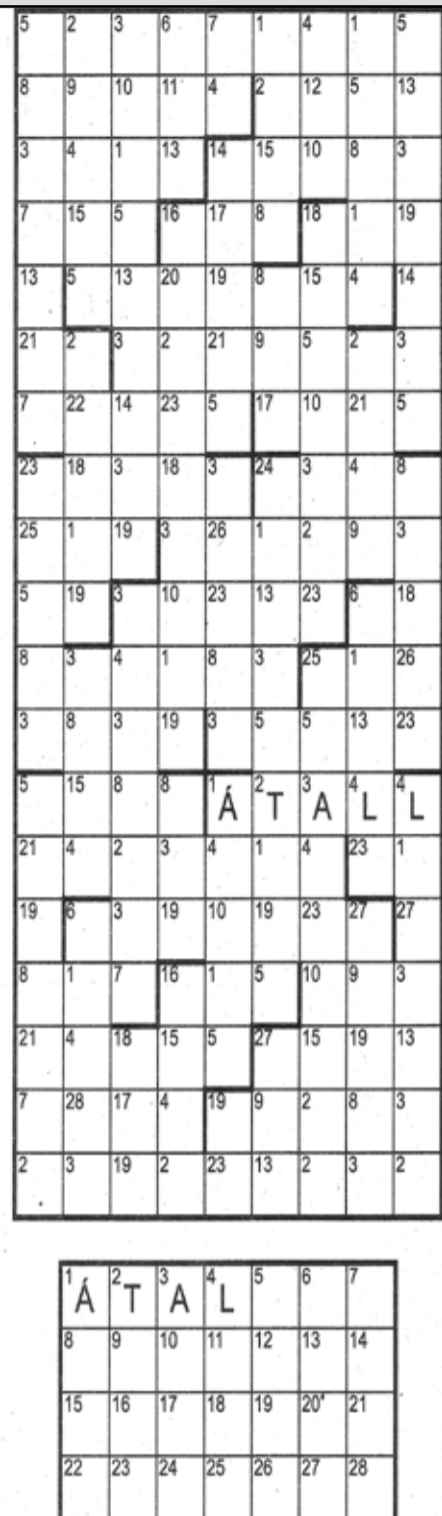 5 2 3 6 7 1 4 1 5
8 9 10 11 4 2 12 5 13
3 4 1 13 14 15 10 8 3
7 15 5 16 17 8 18 1 19
13 5 13 20 19 8 15 4 14
21 2 3 2 21 9 5 2 3
7 22 14 23 5 17 10 21 5
23 18 3 18 3 24 3 4 8
25 1 19 3 26 1 2 9 3
5 19 3 10 23 13 23 6 18
8 3 4 1 8 3 25 1 26
3 8 3 19 3 5 5 13 23
5 15 8 8 1 Á 2 T 3 A 4 L 4 L
21 4 2 3 4 1 4 23 1
19 6 3 19 10 19 23 27 27
8 1 7 16 1 5 10 9 3
21 4 18 15 5 27 15 19 13
7 28 17 4 19 9 2 8 3
2 3 19 2 23 13 2 3 2
1 Á 2 T 3 A 4 L 5 6 7
8 9 10 11 12 13 14
15 16 17 18 19 20 21
22 23 24 25 26 27 28